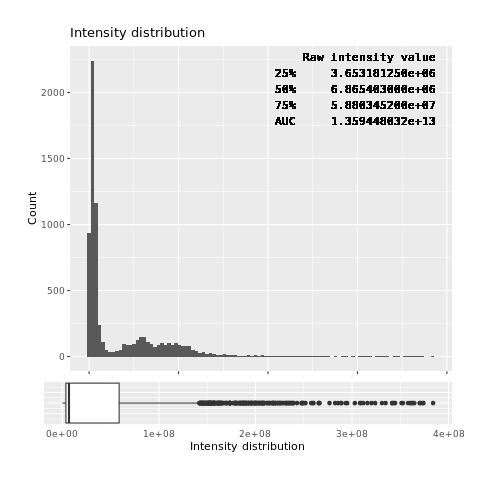 Intensity distribution
Raw intensity value
25% 3.653181250e+06
50% 6.865403000e+06
75% 5.880345200e+07
AUC 1.359448032e+13
2000
1500
1000
500
0
Count
0e+00 1e+08 2e+08 3e+08 4e+08
Intensity distribution